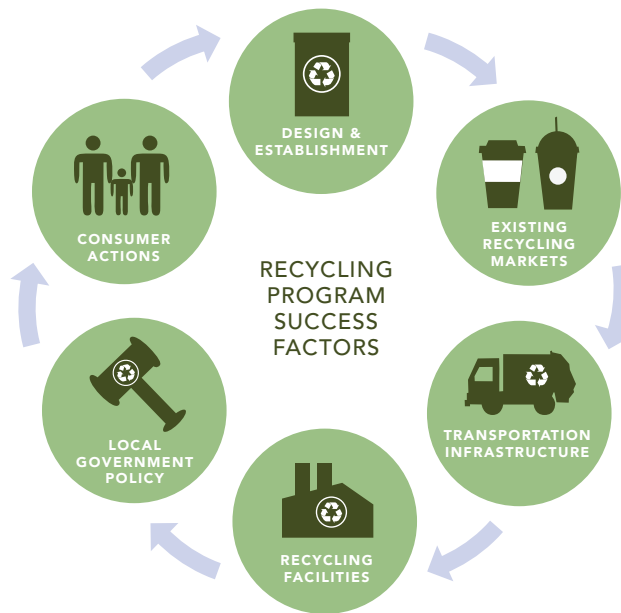 DESIGN &
ESTABLISHMENT
EXISTING
RECYCLING
MARKETS
TRANSPORTATION
INFRASTRUCTURE
RECYCLING
FACILITIES
LOCAL
GOVERNMENT
POLICY
CONSUMER
ACTIONS
RECYCLING
PROGRAM
SUCCESS
FACTORS